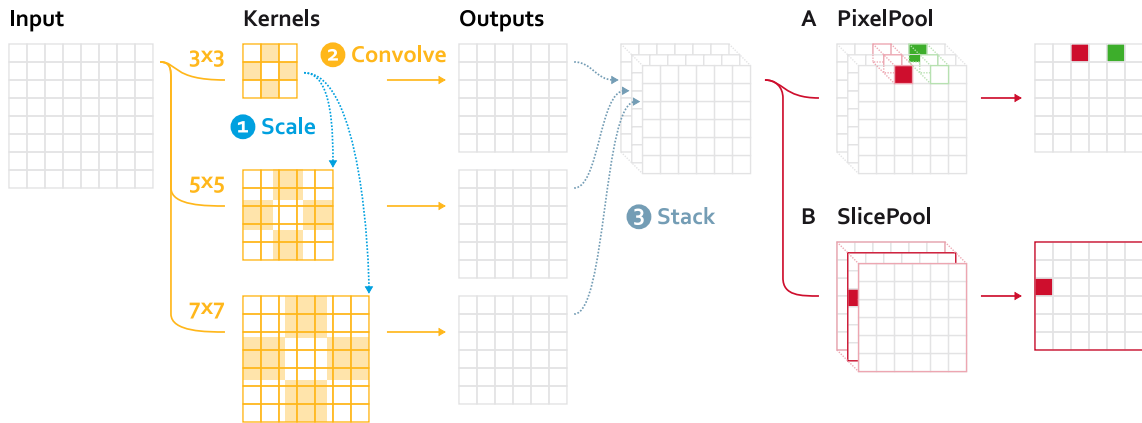 Input
Kernels
Outputs
A PixelPool
3x3
2 Convolve
1 Scale
5x5
3 Stack
B SlicePool
7x7